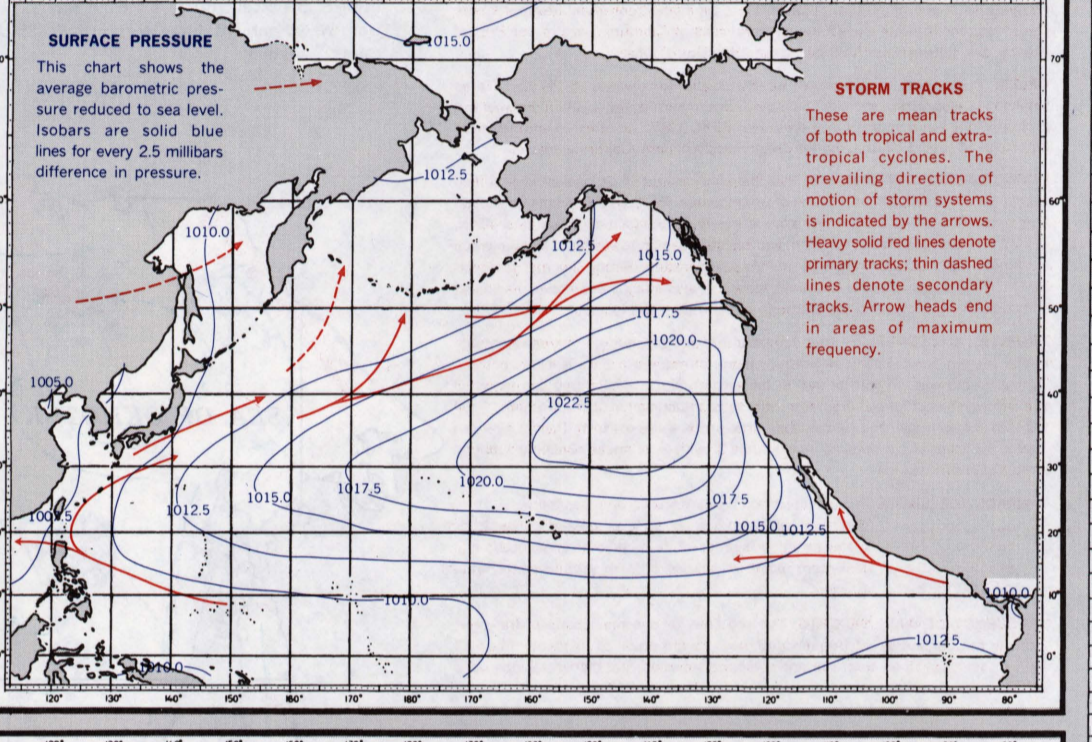 SURFACE PRESSURE
This chart shows the
average barometric pres-
sure reduced to sea level.
Isobars are solid blue
lines for every 2.5 millibars
difference in pressure.
STORM TRACKS
These are mean tracks
of both tropical and extra-
tropical cyclones. The
prevailing direction of
motion of storm systems
is indicated by the arrows.
Heavy solid red lines denote
primary tracks; thin dashed
lines denote secondary
tracks. Arrow heads end
in areas of maximum
frequency.
1015.0
70°
1012.5
60°
1010.0
1012.5
1015.0
50°
1017.5
1020.0
1005.0
40°
1022.5
30°
1020.0
1015.0
1017.5
1012.5
1017.5
1015.0
1012.5
20°
1010.0
1010.0
1012.5
0°
1010.0
120°
130°
140°
150°
160°
170°
180°
170°
160°
150°
140°
130°
120°
110°
100°
90°
80°